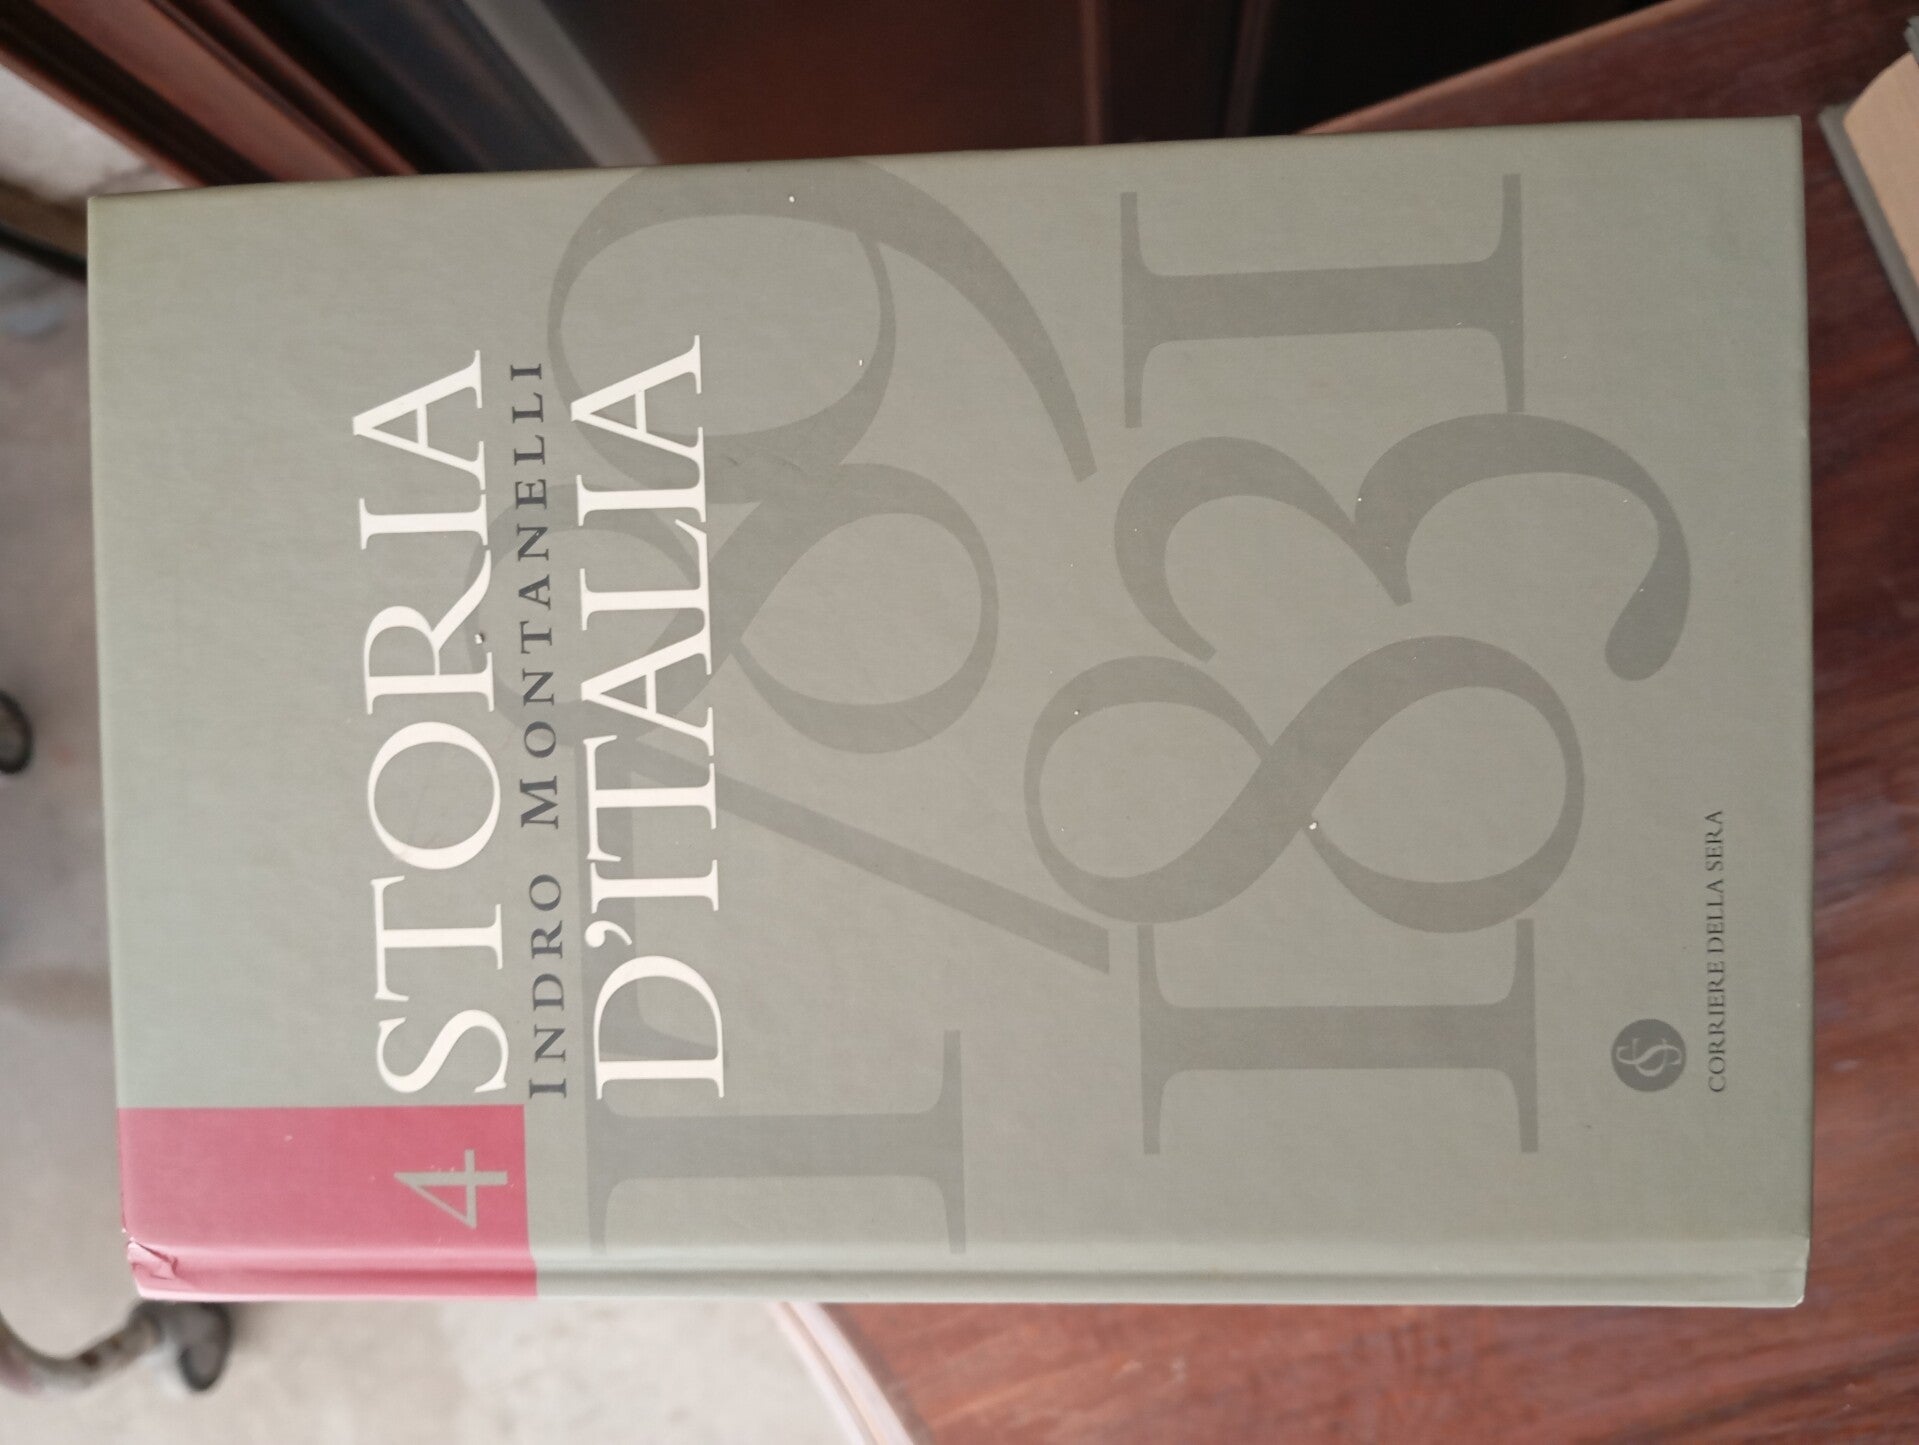 4
STORIA
INDRO MONTANELLI
D'ITALIA
1789/
1831
CORRIERE DELLA SERA